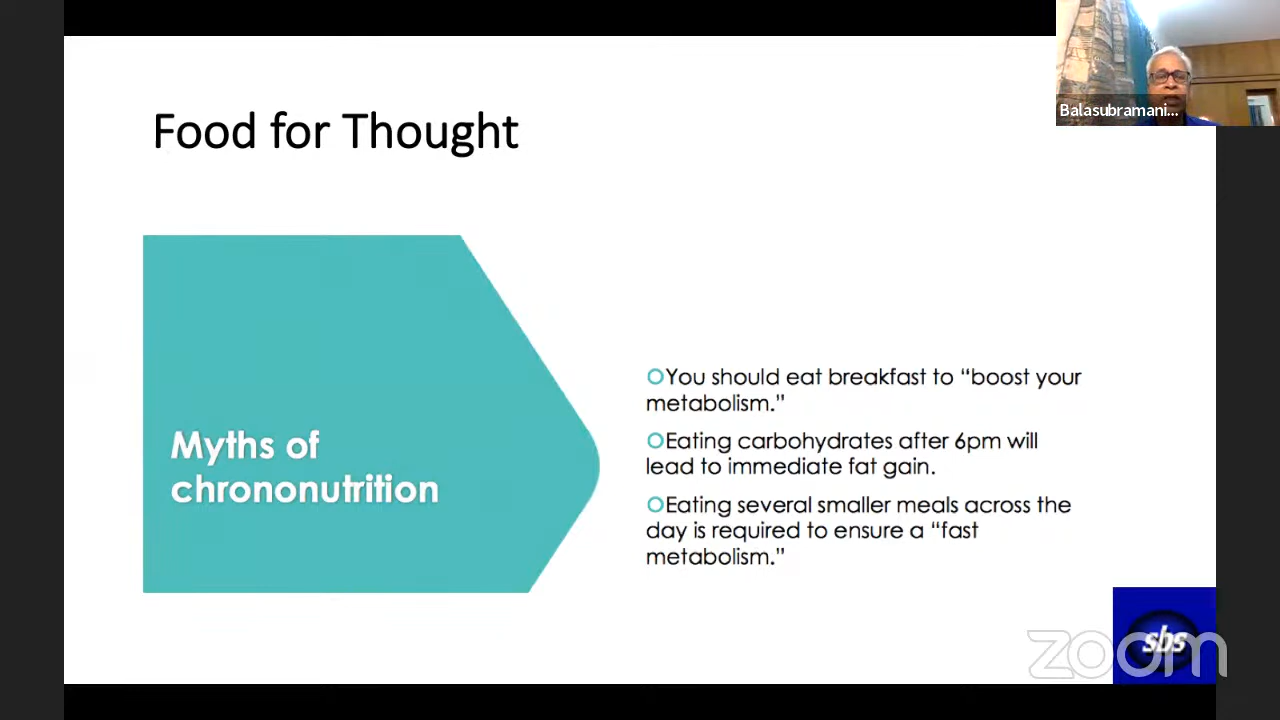 Balasubramani...
Food for Thought
Myths of
chrononutrition
You should eat breakfast to “boost your
metabolism.”
Eating carbohydrates after 6pm will
lead to immediate fat gain.
Eating several smaller meals across the
day is required to ensure a “fast
metabolism.”
sbs
zoom